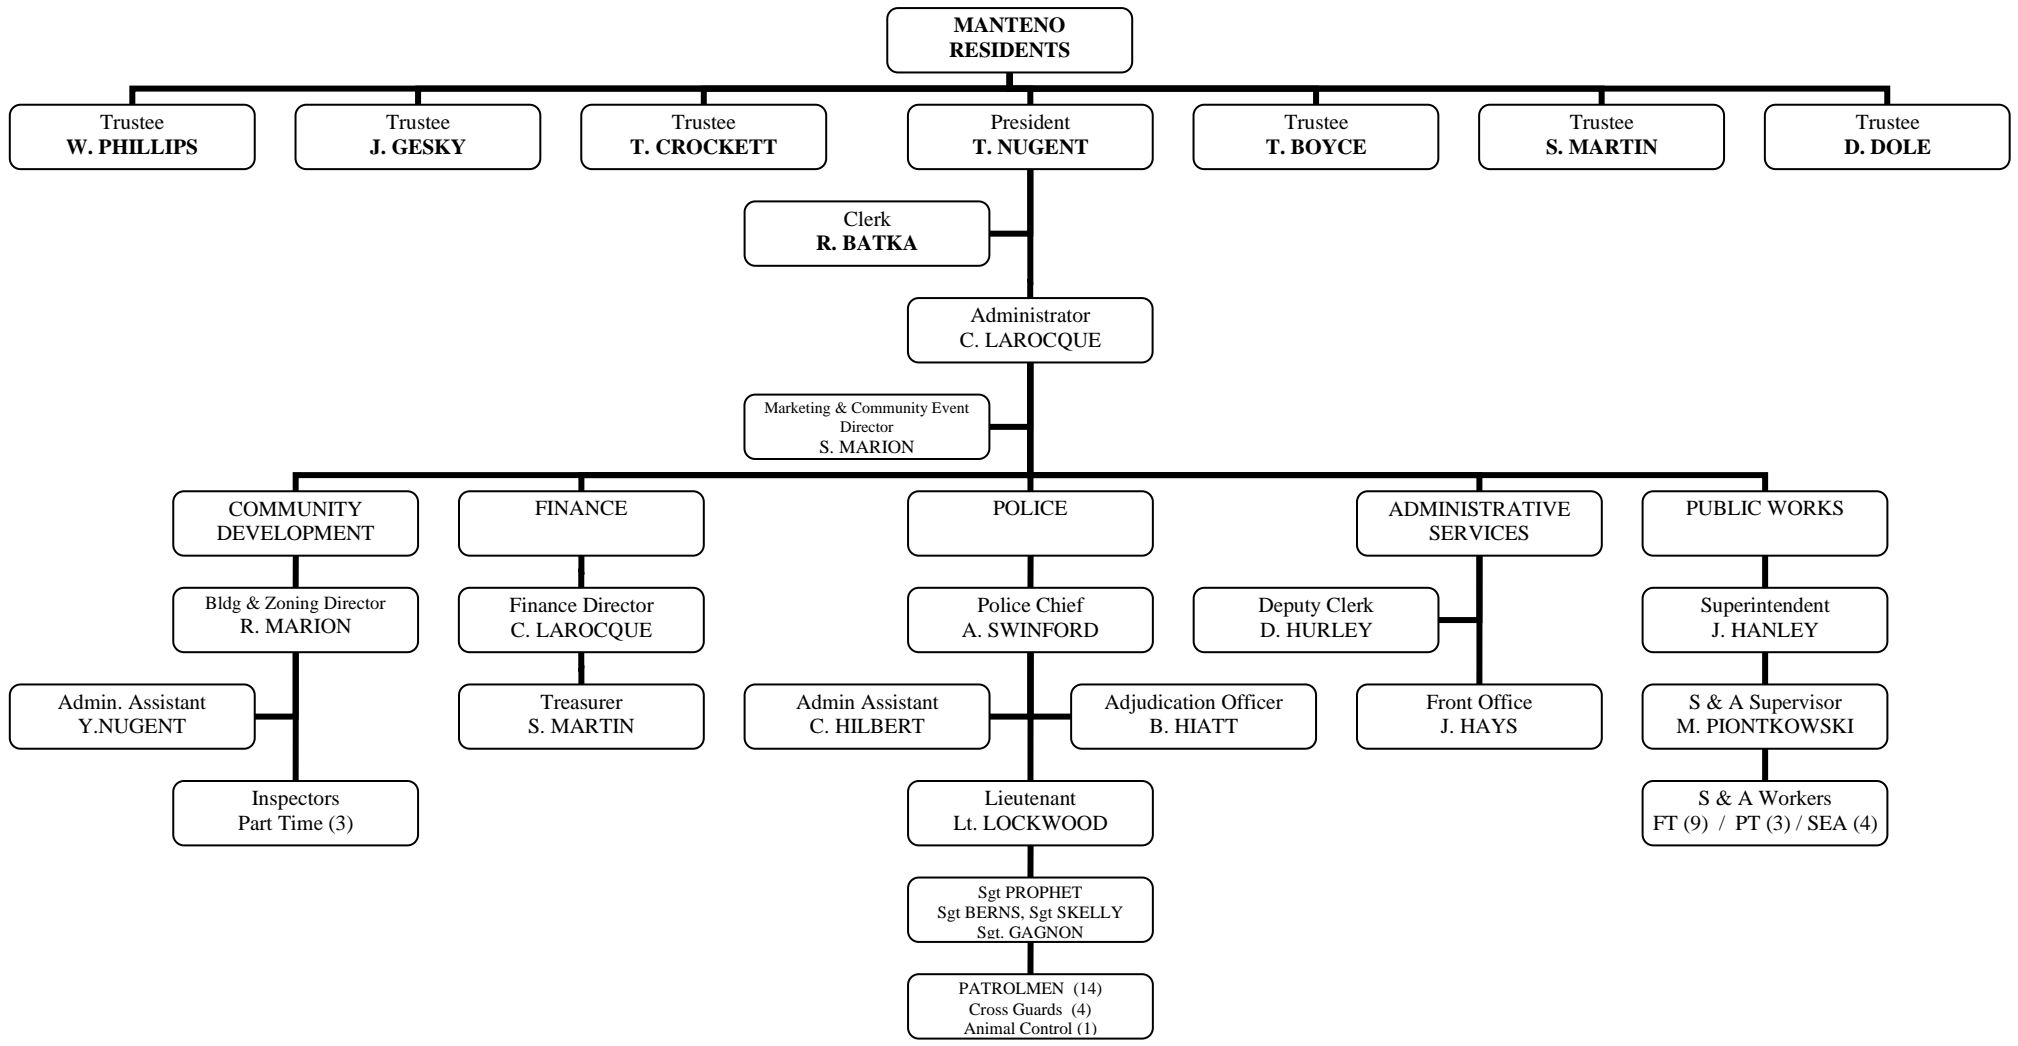 MANTENO
RESIDENTS
Trustee
W. PHILLIPS
Trustee
J. GESKY
Trustee
T. CROCKETT
President
T. NUGENT
Trustee
T. BOYCE
Trustee
S. MARTIN
Trustee
D. DOLE
Clerk
R. BATKA
Administrator
C. LAROCQUE
Marketing & Community Event
Director
S. MARION
COMMUNITY
DEVELOPMENT
FINANCE
POLICE
ADMINISTRATIVE
SERVICES
PUBLIC WORKS
Bldg & Zoning Director
R. MARION
Finance Director
C. LAROCQUE
Police Chief
A. SWINFORD
Deputy Clerk
D. HURLEY
Superintendent
J. HANLEY
Admin. Assistant
Y.NUGENT
Treasurer
S. MARTIN
Admin Assistant
C. HILBERT
Adjudication Officer
B. HIATT
Front Office
J. HAYS
S & A Supervisor
M. PIONTKOWSKI
Inspectors
Part Time (3)
Lieutenant
Lt. LOCKWOOD
S & A Workers
FT (9) / PT (3) / SEA (4)
Sgt PROPHET
Sgt BERNS, Sgt SKELLY
Sgt. GAGNON
PATROLMEN (14)
Cross Guards (4)
Animal Control (1)